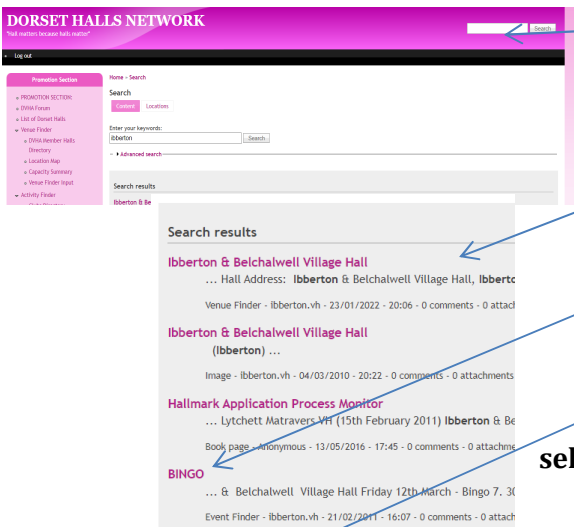 DORSET HALLS NETWORK
"Hall matters because halls matter"
Search
Log out
Promotion Section
PROMOTION SECTION:
DVHA Forum
List of Dorset Halls
Venue Finder
DVHA Member Halls
Directory
Location Map
Capacity Summary
Venue Finder Input
Activity Finder
Home » Search
Search
Content Locations
Enter your keywords:
ibberton Search
Advanced search
Search results
Ibberton & Be
Search results
Ibberton & Belchalwell Village Hall
... Hall Address: Ibberton & Belchalwell Village Hall, Ibberto
Venue Finder - ibberton.vh - 23/01/2022 - 20:06 - 0 comments - 0 attach
Ibberton & Belchalwell Village Hall
(Ibberton) ...
Image - ibberton.vh - 04/03/2010 - 20:22 - 0 comments - 0 attachments
Hallmark Application Process Monitor
... Lytchett Matravers VH (15th February 2011) Ibberton & Be
Book page - Anonymous - 13/05/2016 - 17:45 - 0 comments - 0 attachme
BINGO
... & Belchalwell Village Hall Friday 12th March - Bingo 7. 30
Event Finder - ibberton.vh - 21/02/2011 - 16:07 - 0 comments - 0 attach
sel